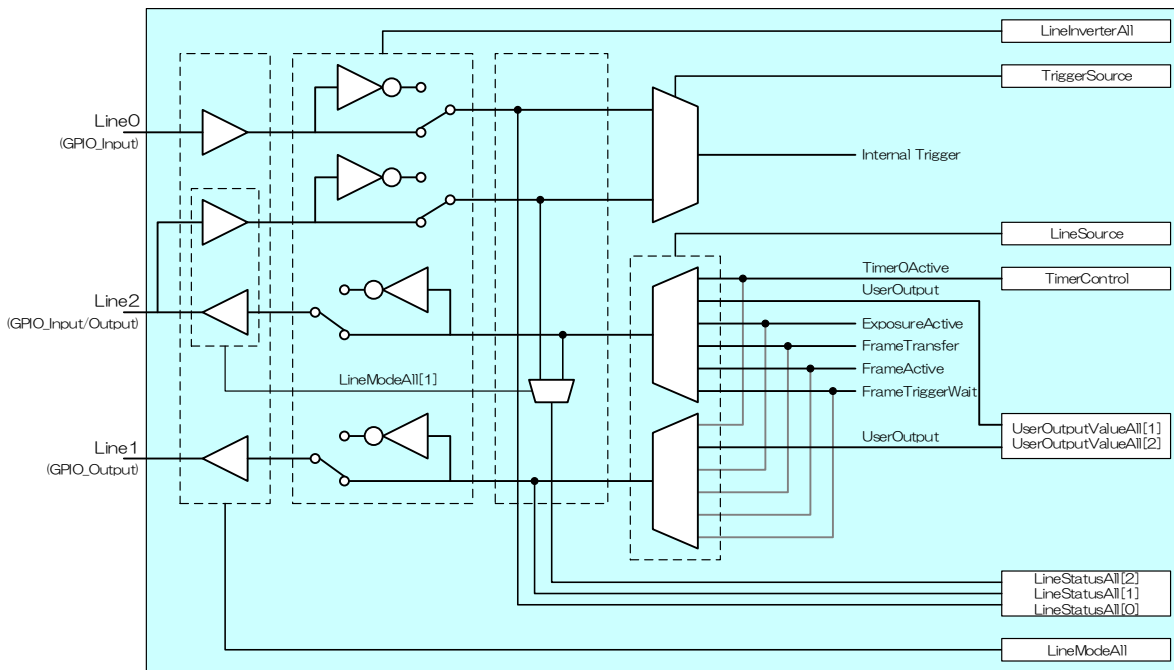 LineInverterAll
TriggerSource
Line0
(GPIO_Input)
Internal Trigger
LineSource
Timer0Active
TimerControl
UserOutput
Line2
(GPIO_Input/Output)
ExposureActive
FrameTransfer
FrameActive
LineModeAll[1]
FrameTriggerWait
UserOutputValueAll[1]
UserOutput
UserOutputValueAll[2]
Line1
(GPIO_Output)
LineStatusAll[2]
LineStatusAll[1]
LineStatusAll[0]
LineModeAll